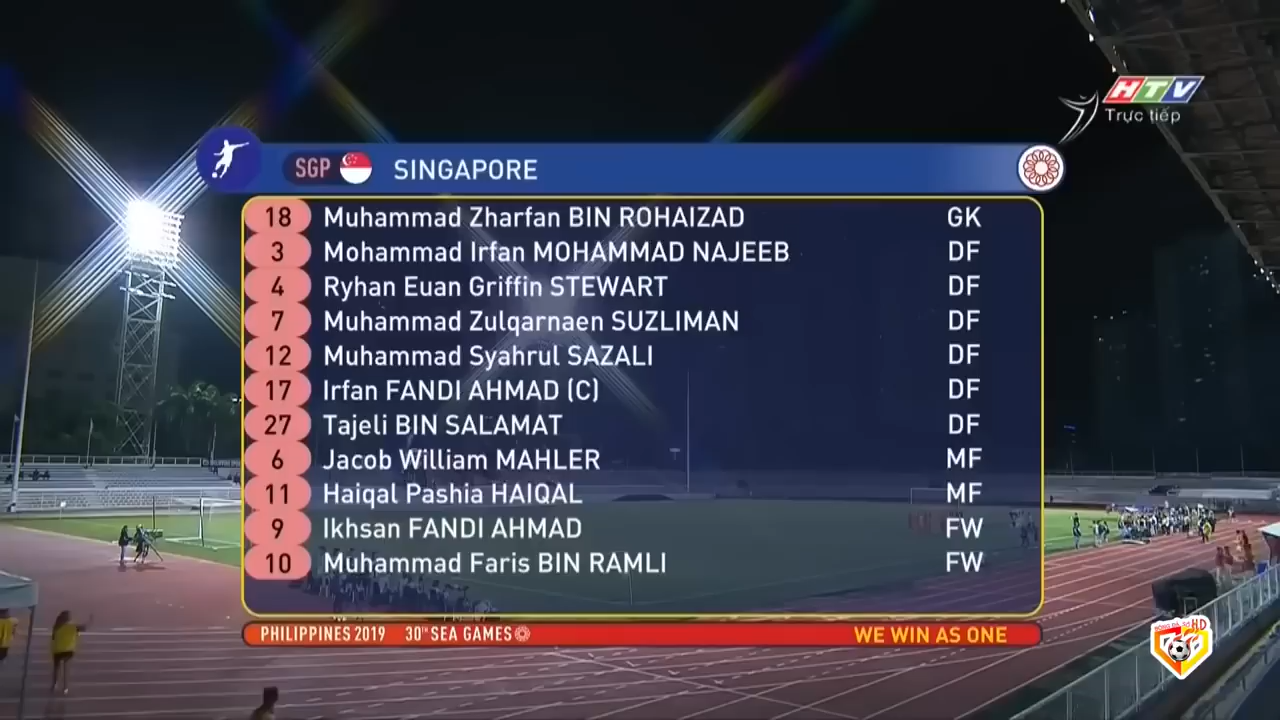 HTV
Trực tiếp
SGP SINGAPORE
18 Muhammad Zharfan BIN ROHAIZAD GK
3 Mohammad Irfan MOHAMMAD NAJEEB DF
4 Ryhan Euan Griffin STEWART DF
7 Muhammad Zulqarnaen SUZLIMAN DF
12 Muhammad Syahrul SAZALI DF
17 Irfan FANDI AHMAD (C) DF
27 Tajeli BIN SALAMAT DF
6 Jacob William MAHLER MF
11 Haiqal Pashia HAIQAL MF
9 Ikhsan FANDI AHMAD FW
10 Muhammad Faris BIN RAMLI FW
PHILIPPINES 2019 30TH SEA GAMES WE WIN AS ONE
HD